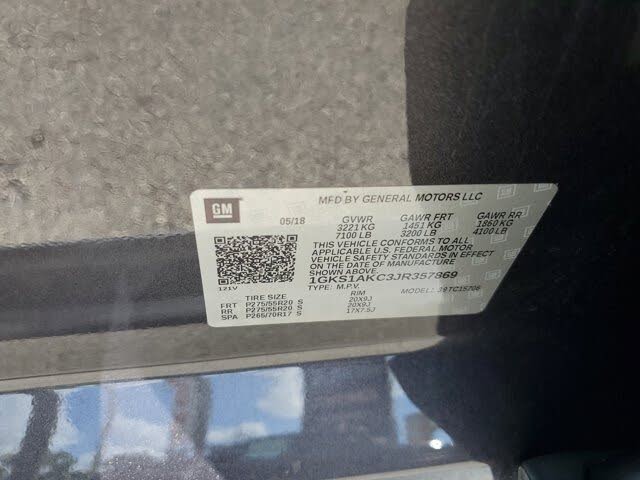 MFD BY GENERAL MOTORS LLC
GM
05/18 GVWR GAWR FRT GAWR RR
3221 KG 1451 KG 1860 KG
7100 LB 3200 LB 4100 LB
THIS VEHICLE CONFORMS TO ALL
APPLICABLE U.S. FEDERAL MOTOR
VEHICLE SAFETY STANDARDS IN EFFECT
ON THE DATE OF MANUFACTURE SHOWN ABOVE.
1GKS1AKC3JR357869
TYPE: M.P.V. MODEL: TC15706
121V
TIRE SIZE RIM
FRT P275/55R20 S 20X9J
RR P275/55R20 S 20X9J
SPA P265/70R17 S 17X7.5J